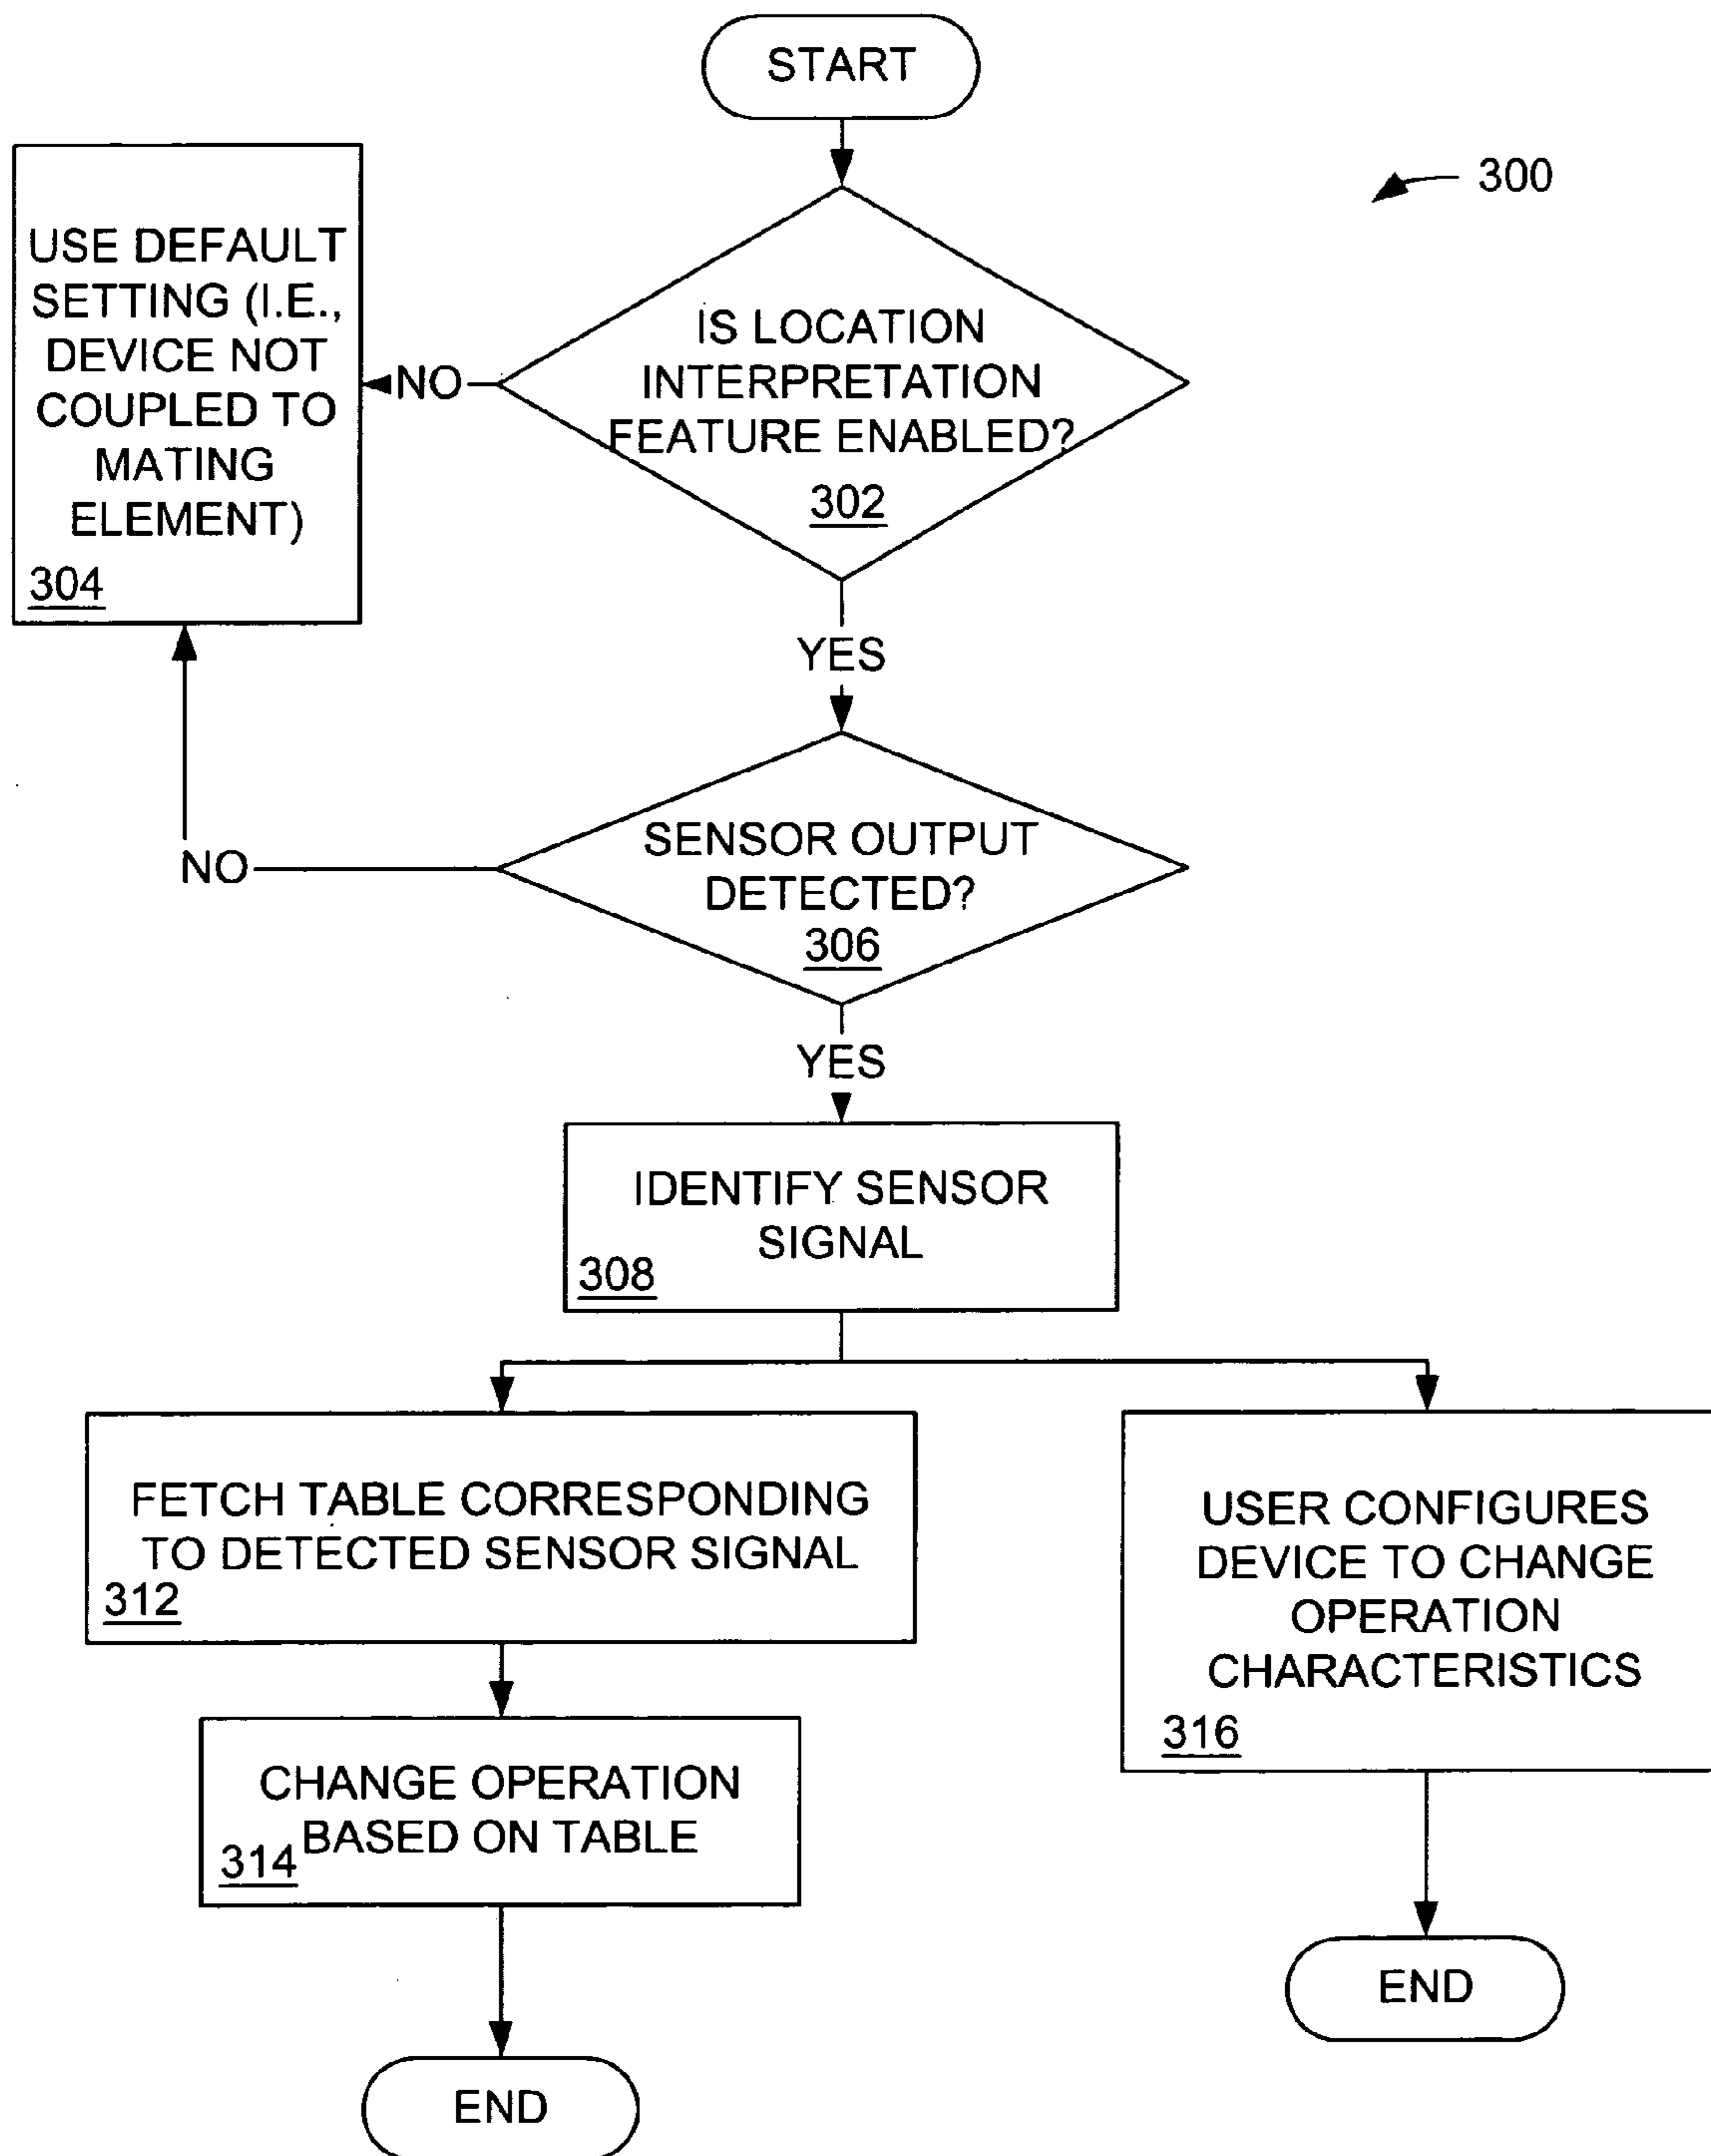 START
300
USE DEFAULT
SETTING (I.E.,
DEVICE NOT
COUPLED TO
MATING
ELEMENT)
304
NO
IS LOCATION
INTERPRETATION
FEATURE ENABLED?
302
YES
NO
SENSOR OUTPUT
DETECTED?
306
YES
IDENTIFY SENSOR
SIGNAL
308
FETCH TABLE CORRESPONDING
TO DETECTED SENSOR SIGNAL
312
USER CONFIGURES
DEVICE TO CHANGE
OPERATION
CHARACTERISTICS
316
CHANGE OPERATION
BASED ON TABLE
314
END
END